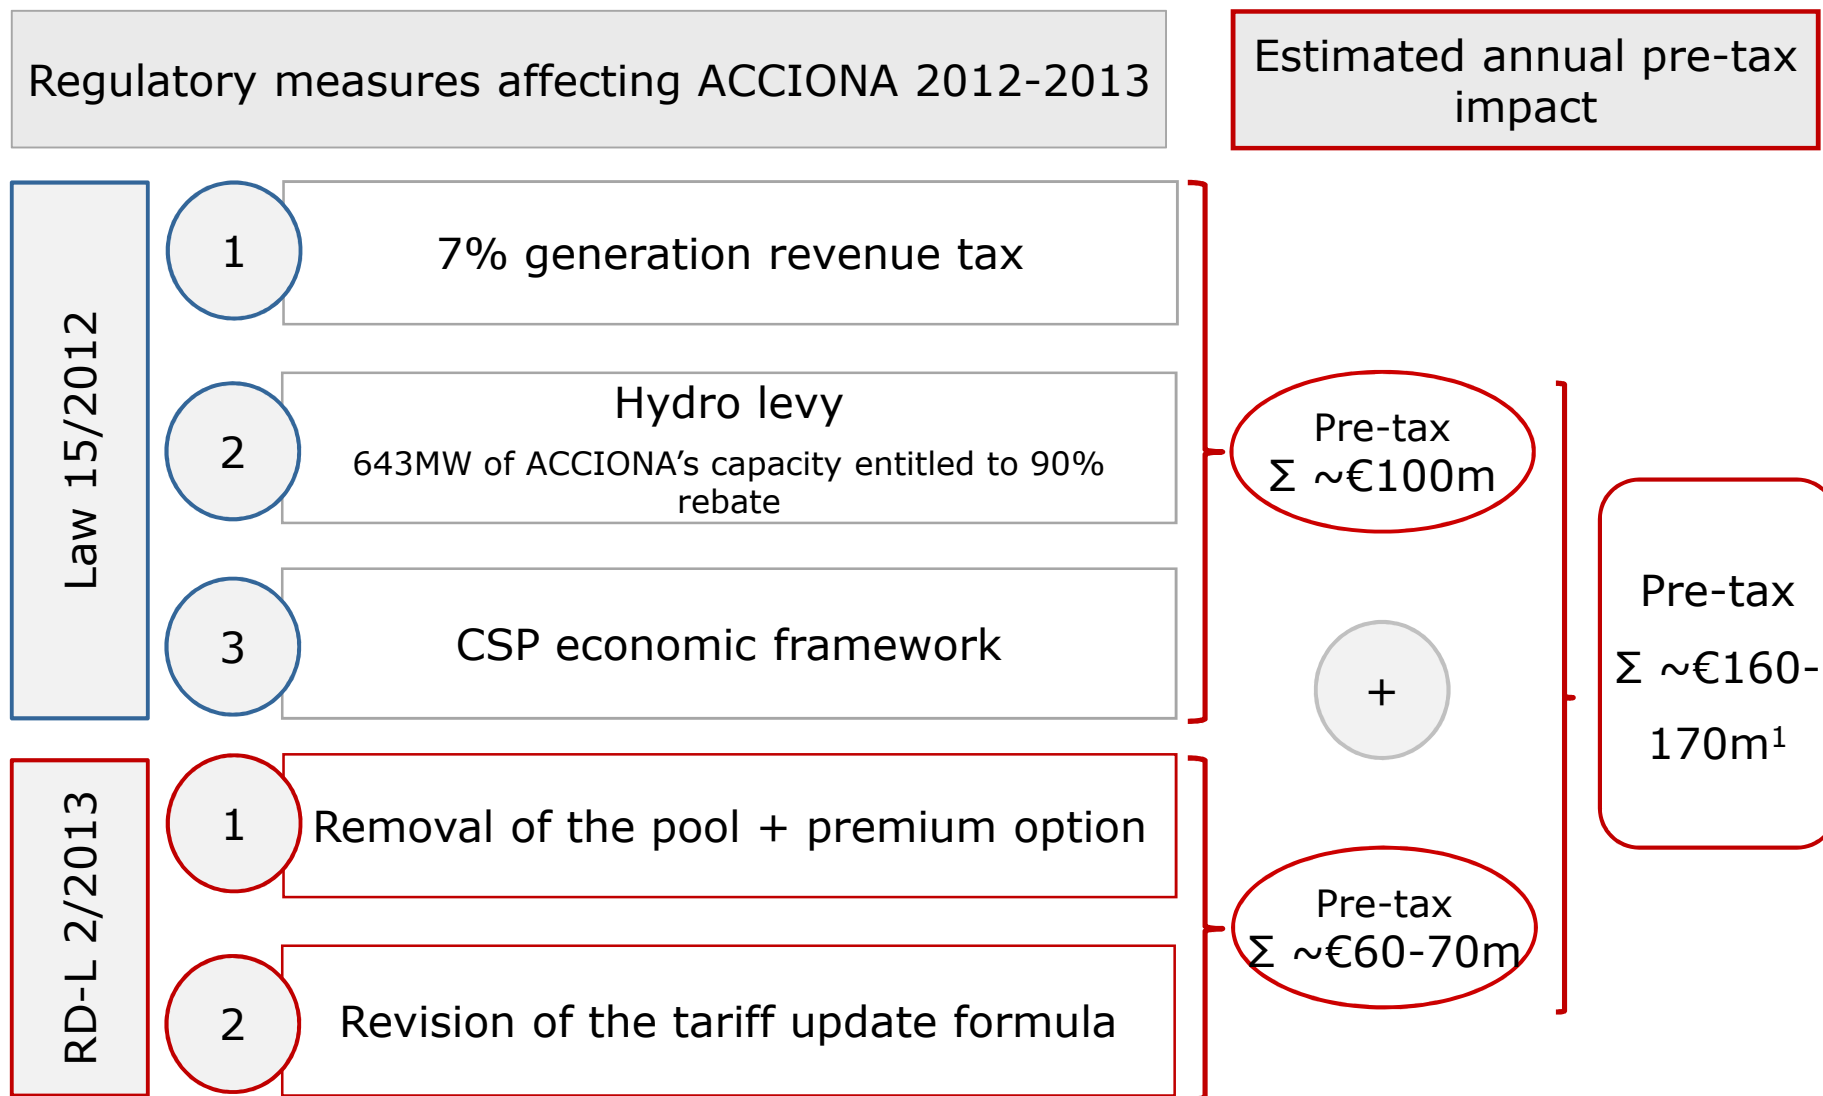 Regulatory measures affecting ACCIONA 2012-2013
Estimated annual pre-tax
impact
Law 15/2012
1
7% generation revenue tax
2
Hydro levy
643MW of ACCIONA’s capacity entitled to 90%
rebate
3
CSP economic framework
Pre-tax
Σ ~€100m
+
Pre-tax
Σ ~€160-
170m¹
RD-L 2/2013
1
Removal of the pool + premium option
2
Revision of the tariff update formula
Pre-tax
Σ ~€60-70m